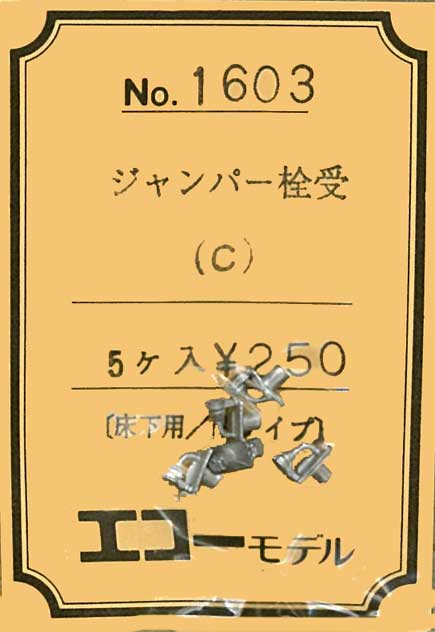 No. 1603
ジャンパー栓受
(C)
5ヶ入 ¥250
〔床下用/
イプ〕
エコーモデル